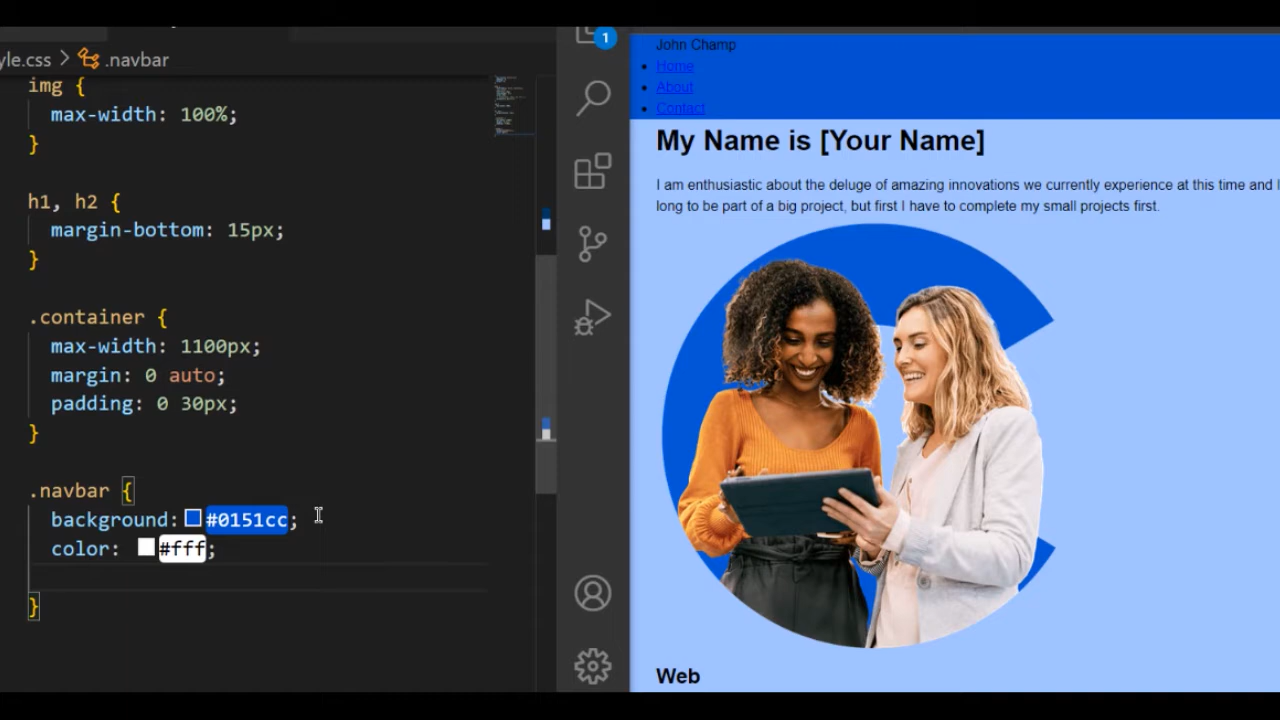 yle.css > .navbar
img {
max-width: 100%;
}
h1, h2 {
margin-bottom: 15px;
}
.container {
max-width: 1100px;
margin: 0 auto;
padding: 0 30px;
}
.navbar {
background: #0151cc;
color: #fff;
}
1
John Champ
Home
About
Contact
My Name is [Your Name]
I am enthusiastic about the deluge of amazing innovations we currently experience at this time and I
long to be part of a big project, but first I have to complete my small projects first.
Web